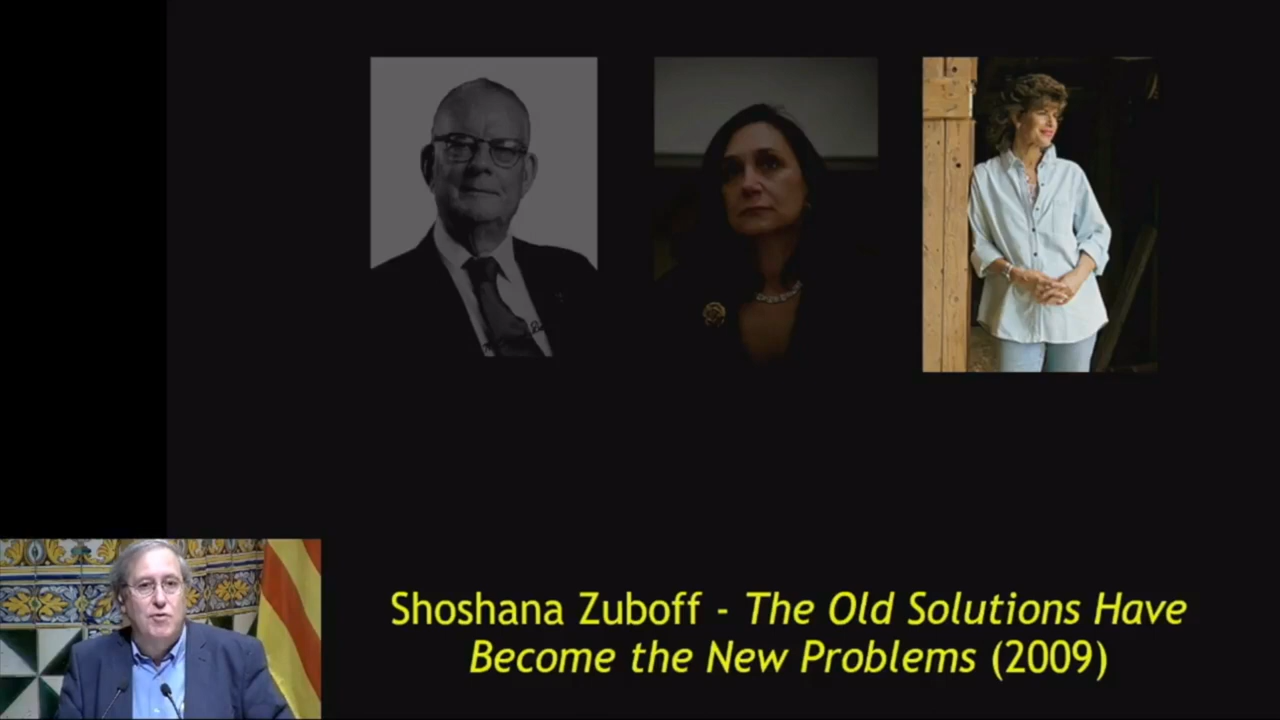 Shoshana Zuboff - The Old Solutions Have
Become the New Problems (2009)